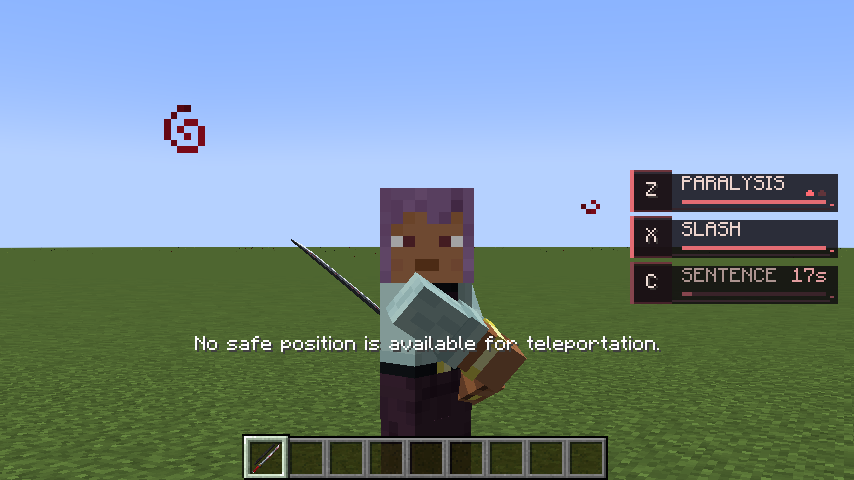 Z PARALYSIS
X SLASH
C SENTENCE 17s
No safe position is available for teleportation.